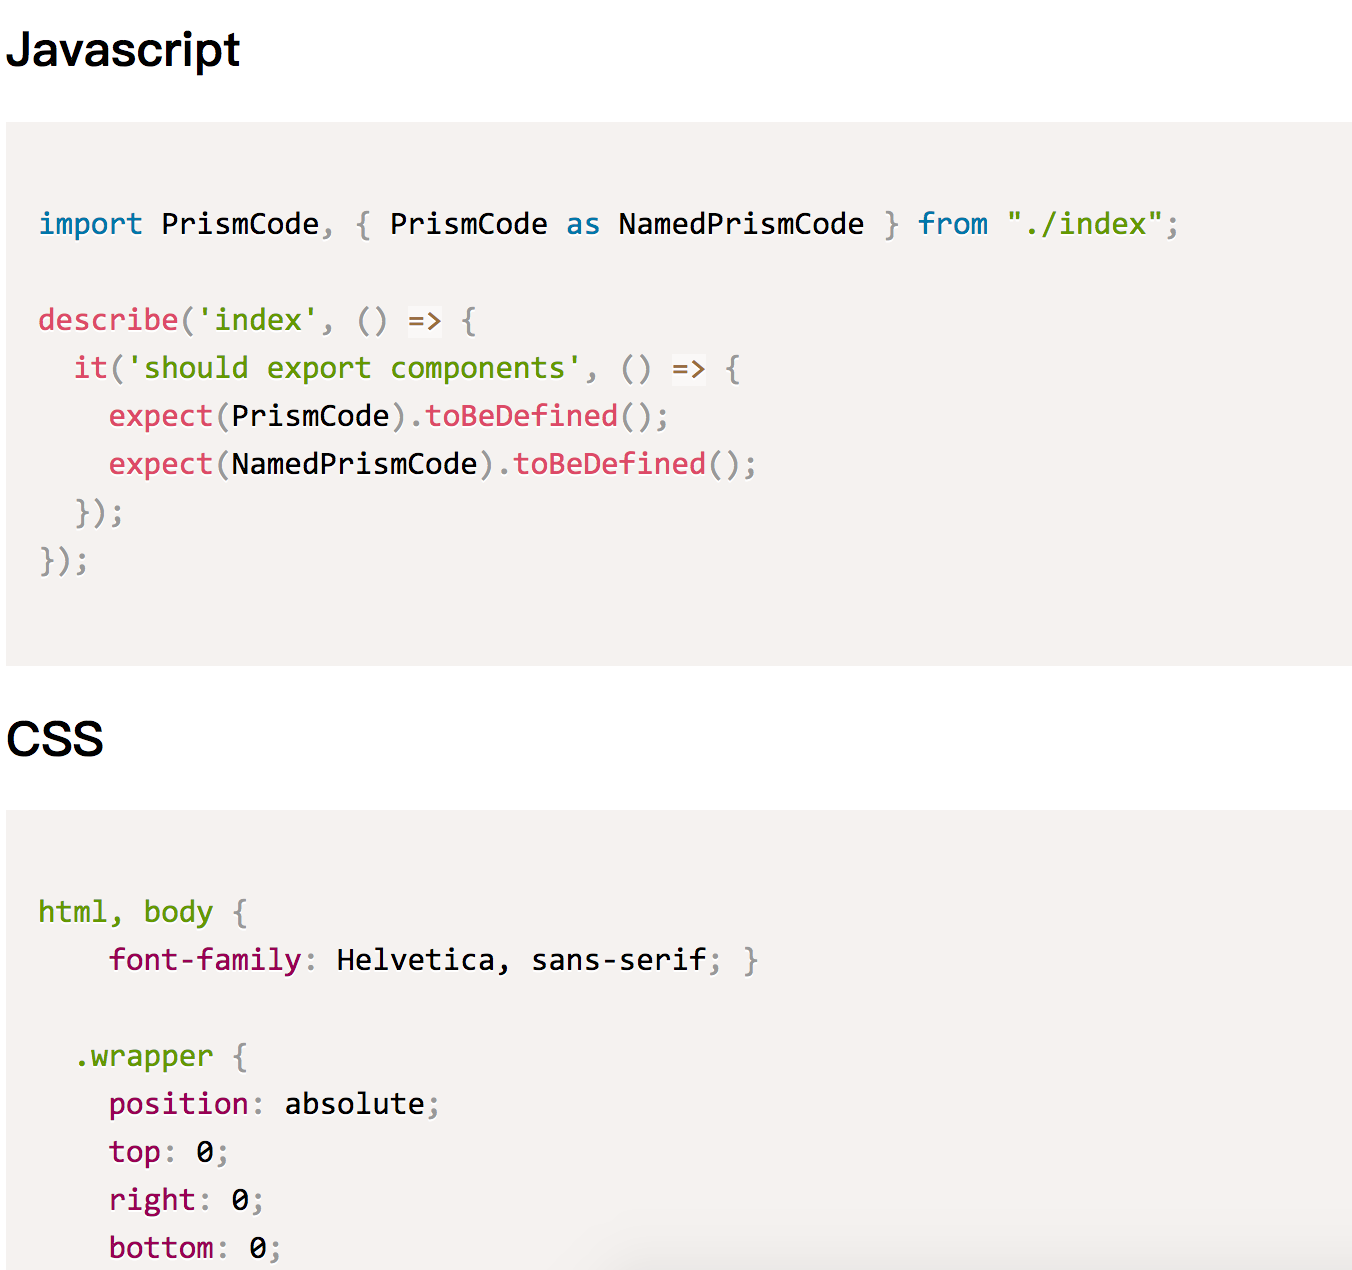 Javascript
import PrismCode, { PrismCode as NamedPrismCode } from "./index";
describe('index', () => {
  it('should export components', () => {
    expect(PrismCode).toBeDefined();
    expect(NamedPrismCode).toBeDefined();
  });
});
CSS
html, body {
    font-family: Helvetica, sans-serif; }
  .wrapper {
    position: absolute;
    top: 0;
    right: 0;
    bottom: 0;